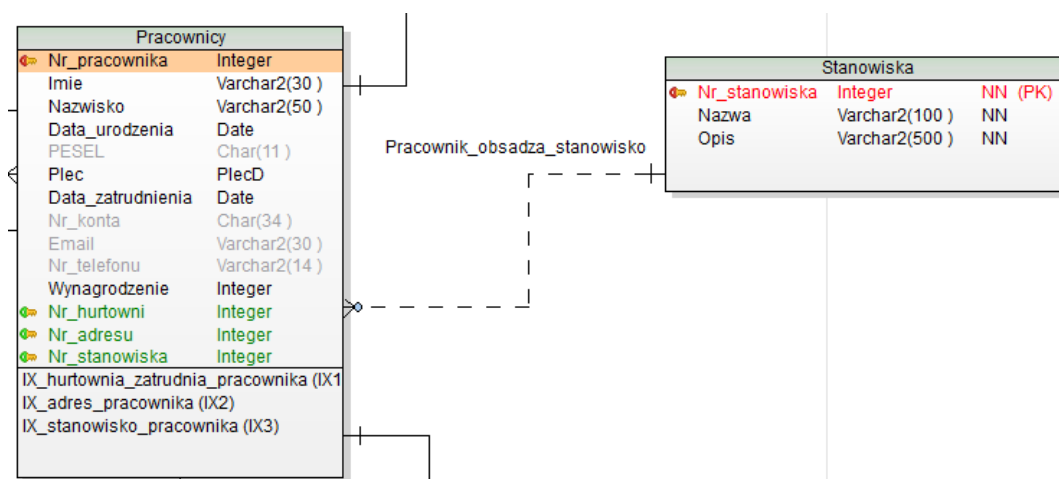 Pracownicy
Nr_pracownika Integer
Imie Varchar2(30 )
Nazwisko Varchar2(50 )
Data_urodzenia Date
PESEL Char(11 )
Plec PlecD
Data_zatrudnienia Date
Nr_konta Char(34 )
Email Varchar2(30 )
Nr_telefonu Varchar2(14 )
Wynagrodzenie Integer
Nr_hurtowni Integer
Nr_adresu Integer
Nr_stanowiska Integer
IX_hurtownia_zatrudnia_pracownika (IX1
IX_adres_pracownika (IX2)
IX_stanowisko_pracownika (IX3)
Pracownik_obsadza_stanowisko
Stanowiska
Nr_stanowiska Integer NN (PK)
Nazwa Varchar2(100 ) NN
Opis Varchar2(500 ) NN